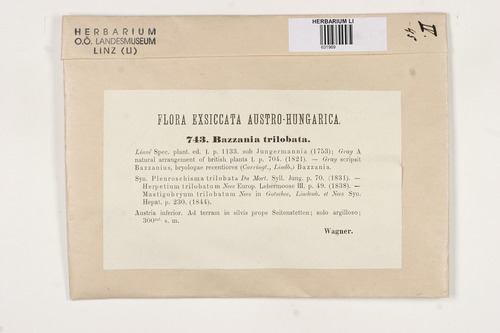 HERBARIUM
O.Ö. LANDESMUSEUM
LINZ (LI)
HERBARIUM LI
631969
II.
45
FLORA EXSICCATA AUSTRO-HUNGARICA.
743. Bazzania trilobata.
Linné Spec. plant. ed. I. p. 1133. sub Jungermannia (1753); Gray A
natural arrangement of british plants I. p. 704. (1821). — Gray scripsit
Bazzanius, bryologae recentiores (Carringt., Lindb.) Bazzania.
Syn. Pleuroschisma trilobata Du Mort. Syll. Jung. p. 70. (1831). —
Herpetium trilobatum Nees Europ. Lebermoose III. p. 49. (1838). —
Mastigobryum trilobatum Nees in Gottsche, Lindenb. et Nees Syn.
Hepat. p. 230. (1844).
Austria inferior. Ad terram in silvis prope Seitenstetten; solo argilloso;
300 s. m.
Wagner.